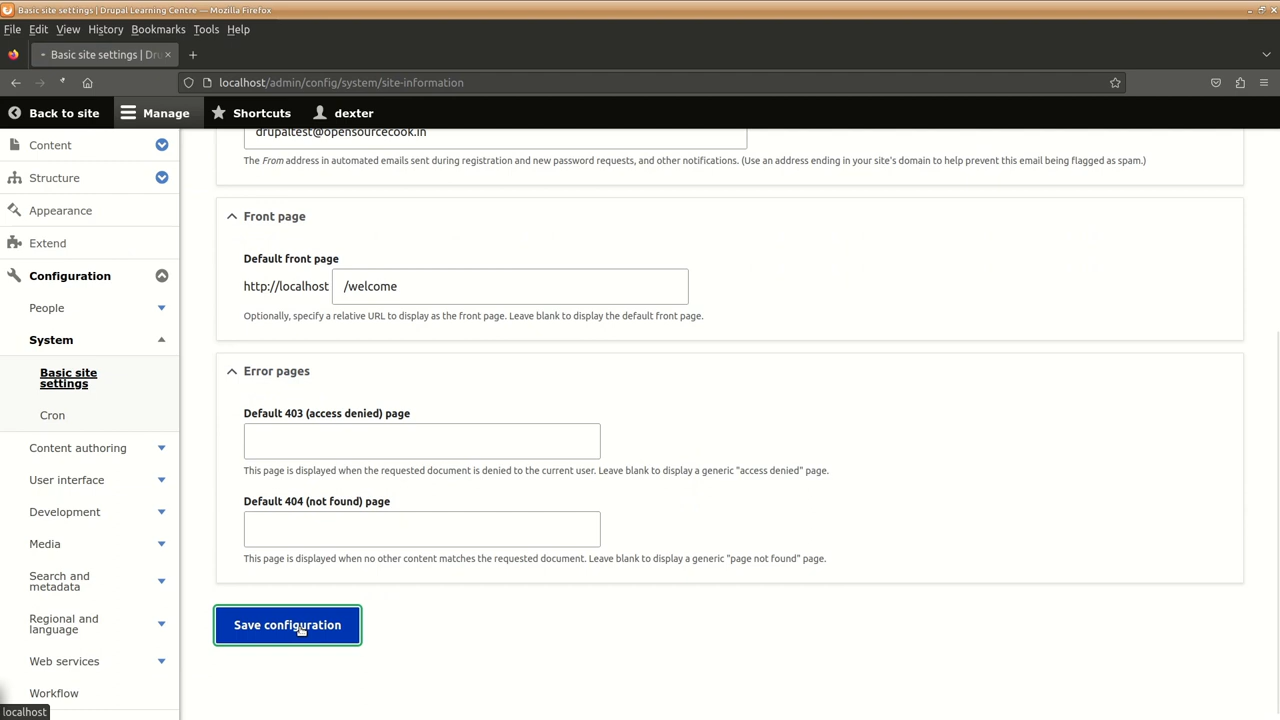 Basic site settings | Drupal Learning Centre — Mozilla Firefox
File Edit View History Bookmarks Tools Help
Basic site settings | Dru
localhost/admin/config/system/site-information
Back to site Manage Shortcuts dexter
Content
Structure
Appearance
Extend
Configuration
People
System
Basic site
settings
Cron
Content authoring
User interface
Development
Media
Search and
metadata
Regional and
language
Web services
Workflow
drupaltest@opensourcecook.in
The From address in automated emails sent during registration and new password requests, and other notifications. (Use an address ending in your site's domain to help prevent this email being flagged as spam.)
Front page
Default front page
http://localhost /welcome
Optionally, specify a relative URL to display as the front page. Leave blank to display the default front page.
Error pages
Default 403 (access denied) page
This page is displayed when the requested document is denied to the current user. Leave blank to display a generic "access denied" page.
Default 404 (not found) page
This page is displayed when no other content matches the requested document. Leave blank to display a generic "page not found" page.
Save configuration
localhost